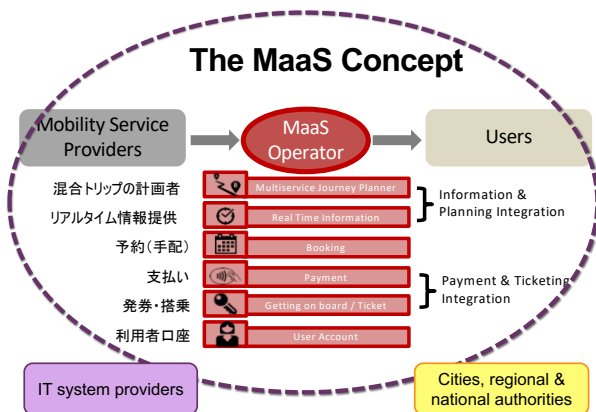 The MaaS Concept
Mobility Service
Providers
MaaS
Operator
Users
混合トリップの計画者
Multiservice Journey Planner
リアルタイム情報提供
Real Time Information
Information &
Planning Integration
予約(手配)
Booking
支払い
Payment
発券・搭乗
Getting on board / Ticket
Payment & Ticketing
Integration
利用者口座
User Account
IT system providers
Cities, regional &
national authorities